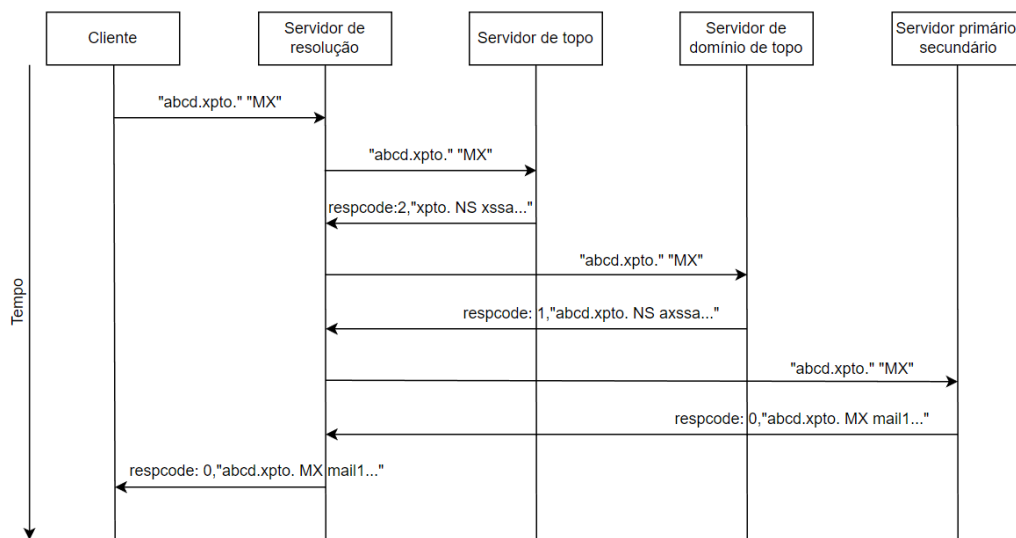 Cliente
Servidor de
resolução
Servidor de topo
Servidor de
domínio de topo
Servidor primário
secundário
"abcd.xpto." "MX"
"abcd.xpto." "MX"
respcode:2,"xpto. NS xssa..."
"abcd.xpto." "MX"
Tempo
respcode: 1,"abcd.xpto. NS axssa..."
"abcd.xpto." "MX"
respcode: 0,"abcd.xpto. MX mail1..."
respcode: 0,"abcd.xpto. MX mail1..."